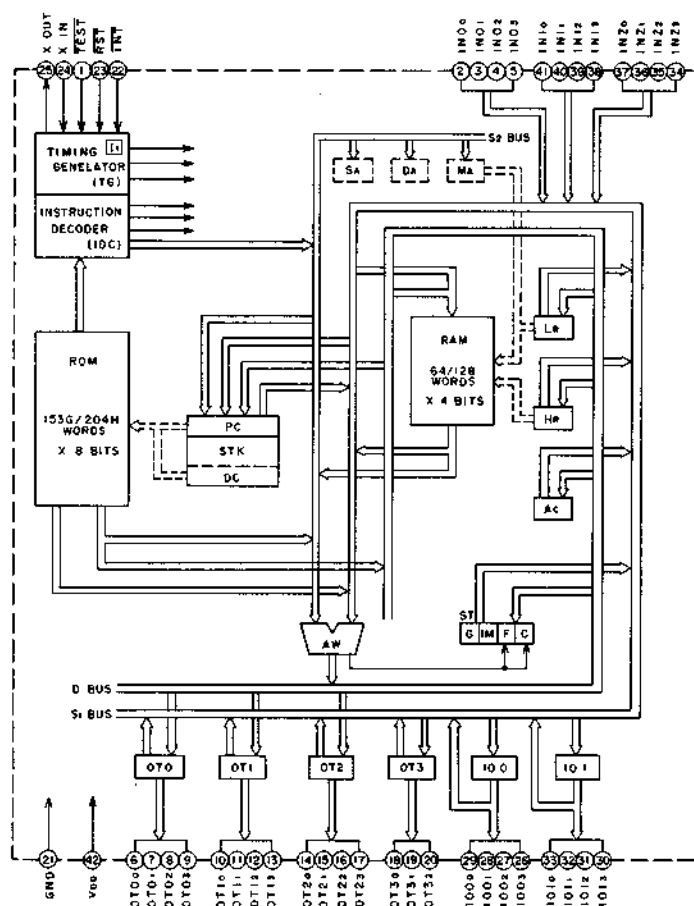 X OUT
X IN
TEST
RST
INT
IN00
IN01
IN02
IN03
IN10
IN11
IN12
IN13
INZ0
INZ1
INZ2
INZ3
25 24 1 23 22
2 3 4 5
41 40 39 38
37 36 35 34
TIMING
GENELATOR
(TG)
INSTRUCTION
DECODER
(IDC)
S2 BUS
SA
DA
MA
ROM
1536/2048
WORDS
X 8 BITS
PC
STK
DC
RAM
64/128
WORDS
X 4 BITS
LR
HR
AC
ST
G IM F C
AW
D BUS
S1 BUS
OT0
OT1
OT2
OT3
IO 0
IO 1
21 42
6 7 8 9
10 11 12 13
14 15 16 17
18 19 20
29 28 27 26
33 32 31 30
GND
VDD
OT00
OT01
OT02
OT03
OT10
OT11
OT12
OT13
OT20
OT21
OT22
OT23
OT30
OT31
OT32
IO00
IO01
IO02
IO03
IO10
IO11
IO12
IO13